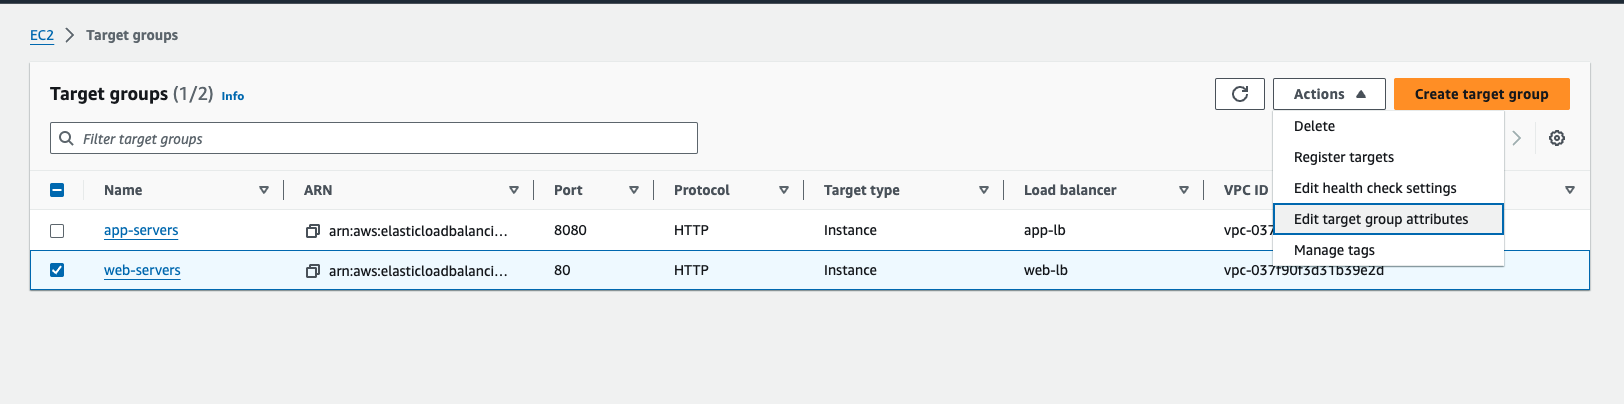 EC2 > Target groups
Target groups (1/2) Info
Actions
Create target group
Filter target groups
Delete
Register targets
Edit health check settings
Edit target group attributes
Manage tags
Name ARN Port Protocol Target type Load balancer VPC ID
app-servers arn:aws:elasticloadbalanci... 8080 HTTP Instance app-lb vpc-037
web-servers arn:aws:elasticloadbalanci... 80 HTTP Instance web-lb vpc-037f90f3d31b39e2d